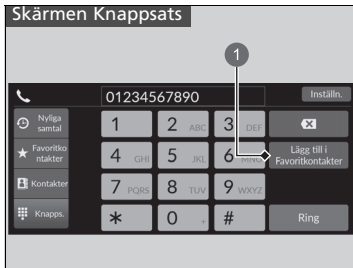 Skärmen Knappsats
1
01234567890
Inställn.
Nyliga
samtal
Favoritko
ntakter
Kontakter
Knapps.
1
2 ABC
3 DEF
4 GHI
5 JKL
6 MNO
7 PQRS
8 TUV
9 WXYZ
*
0 +
#
Lägg till i
Favoritkontakter
Ring